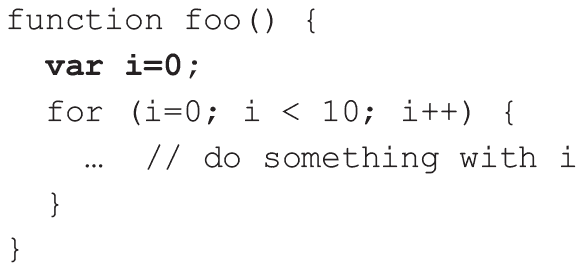 function foo() {
var i=0;
for (i=0; i < 10; i++) {
… // do something with i
}
}